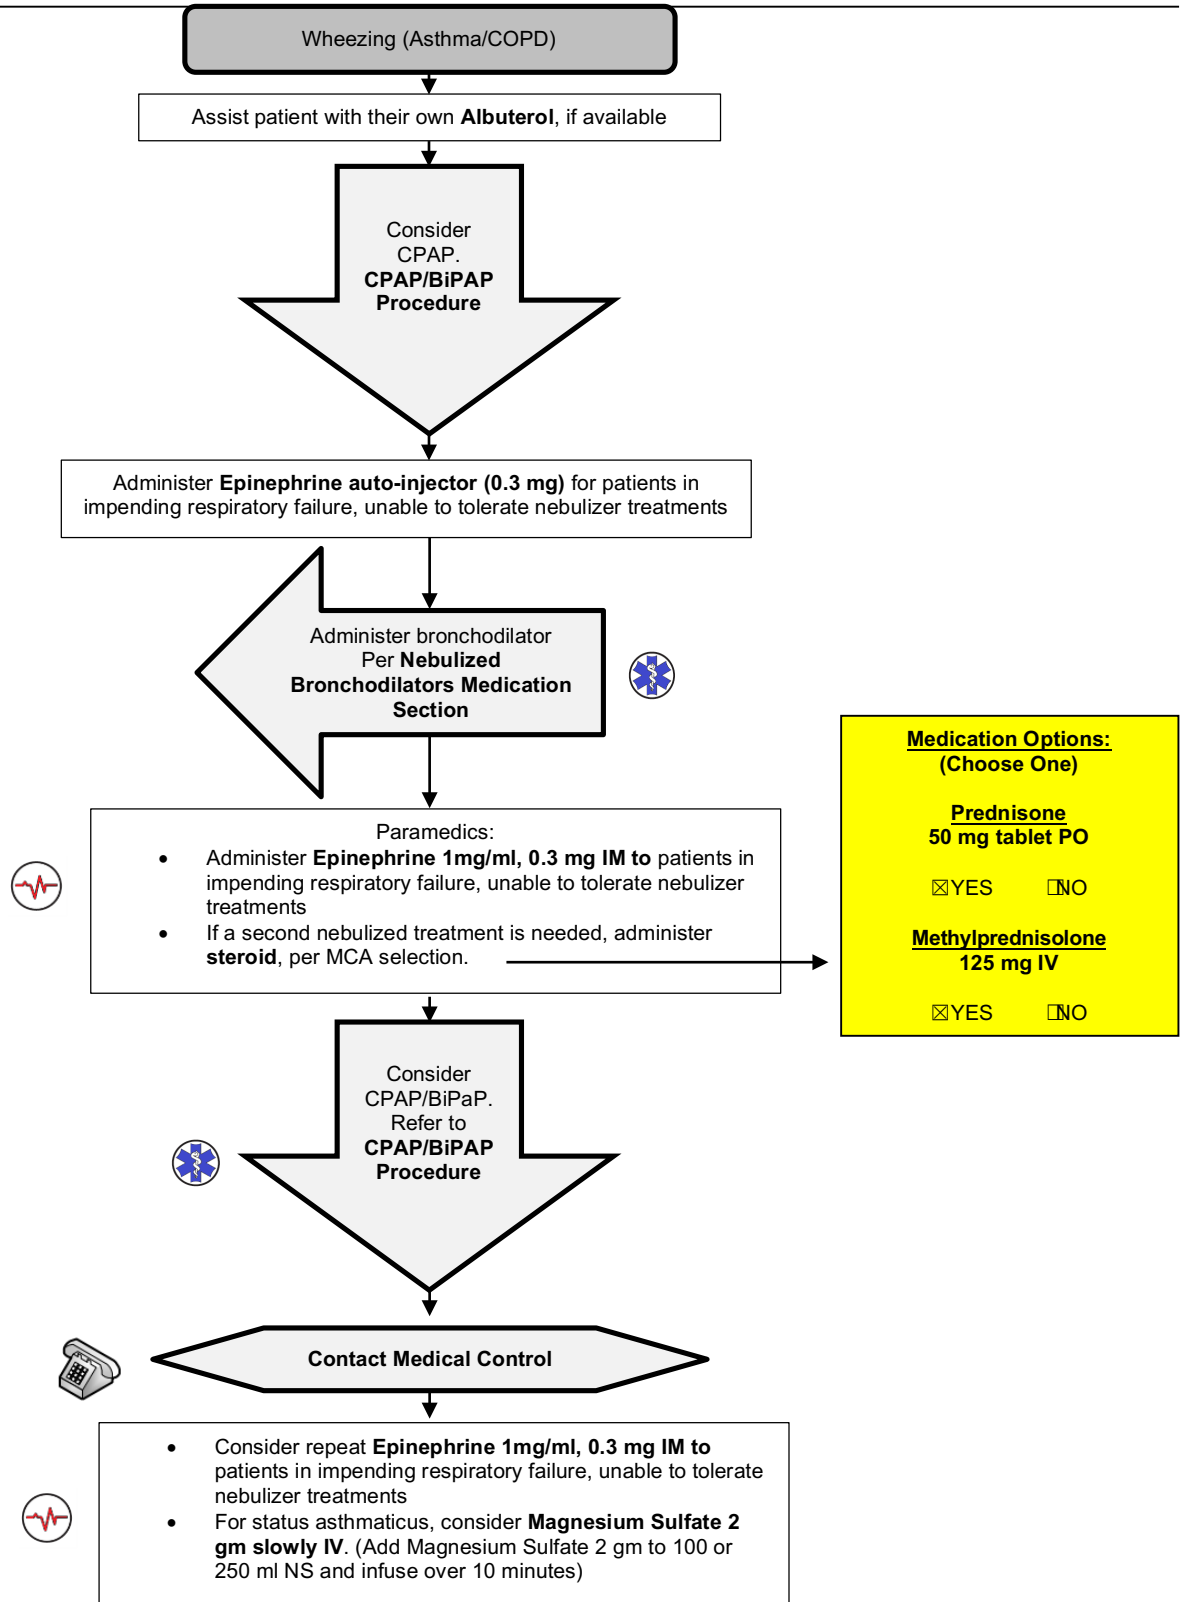 Wheezing (Asthma/COPD)
Assist patient with their own Albuterol, if available
Consider
CPAP.
CPAP/BiPAP
Procedure
Administer Epinephrine auto-injector (0.3 mg) for patients in
impending respiratory failure, unable to tolerate nebulizer treatments
Administer bronchodilator
Per Nebulized
Bronchodilators Medication
Section
Paramedics:
• Administer Epinephrine 1mg/ml, 0.3 mg IM to patients in
impending respiratory failure, unable to tolerate nebulizer
treatments
• If a second nebulized treatment is needed, administer
steroid, per MCA selection.
Medication Options:
(Choose One)
Prednisone
50 mg tablet PO
☒YES ☐NO
Methylprednisolone
125 mg IV
☒YES ☐NO
Consider
CPAP/BiPaP.
Refer to
CPAP/BiPAP
Procedure
Contact Medical Control
• Consider repeat Epinephrine 1mg/ml, 0.3 mg IM to
patients in impending respiratory failure, unable to tolerate
nebulizer treatments
• For status asthmaticus, consider Magnesium Sulfate 2
gm slowly IV. (Add Magnesium Sulfate 2 gm to 100 or
250 ml NS and infuse over 10 minutes)